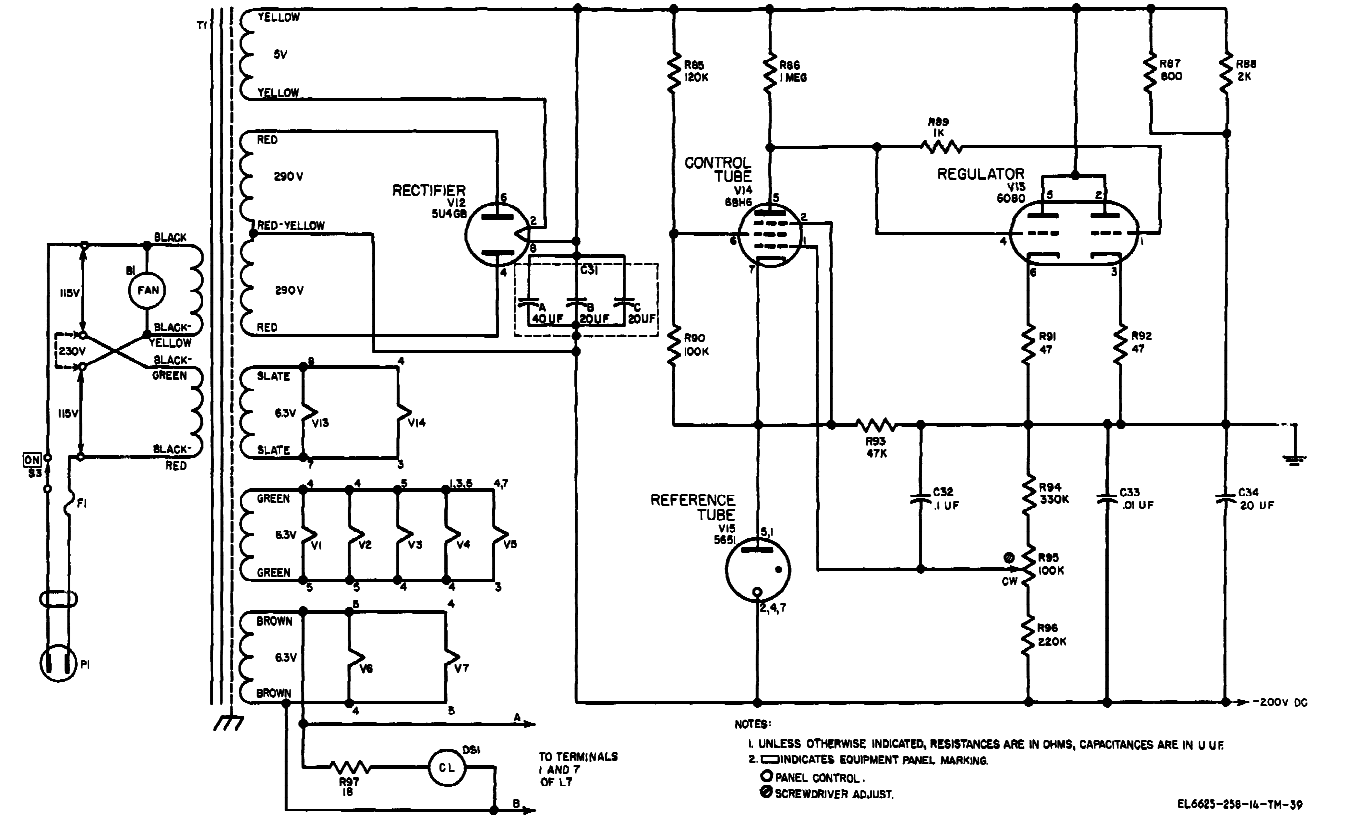 T1
YELLOW
5V
YELLOW
RED
290V
RED-YELLOW
290V
RED
RECTIFIER
V12
5U4GB
6
2
8
4
C31
A
40UF
B
20UF
C
20UF
R85
120K
R86
1 MEG
R87
800
R88
2K
R89
1K
CONTROL
TUBE
V14
6BH6
5
2
6
1
7
REGULATOR
V13
6080
5
2
4
1
6
3
R90
100K
R91
47
R92
47
BLACK
B1
FAN
115V
BLACK-
YELLOW
230V
BLACK-
GREEN
115V
BLACK-
RED
ON
S3
F1
P1
SLATE
6.3V
SLATE
8
4
V13
V14
7
3
R93
47K
C32
.1 UF
R94
330K
C33
.01 UF
C34
20 UF
GREEN
6.3V
GREEN
4
4
5
1,3,6
4,7
V1
V2
V3
V4
V5
5
5
4
4
3
REFERENCE
TUBE
V15
5651
5,1
2,4,7
CW
R95
100K
R96
220K
BROWN
6.3V
BROWN
5
4
V6
V7
4
5
-200V DC
A
DS1
CL
R97
18
B
TO TERMINALS
1 AND 7
OF L7
NOTES:
1. UNLESS OTHERWISE INDICATED, RESISTANCES ARE IN OHMS, CAPACITANCES ARE IN U UF.
2. INDICATES EQUIPMENT PANEL MARKING.
PANEL CONTROL.
SCREWDRIVER ADJUST.
EL6625-258-14-TM-39